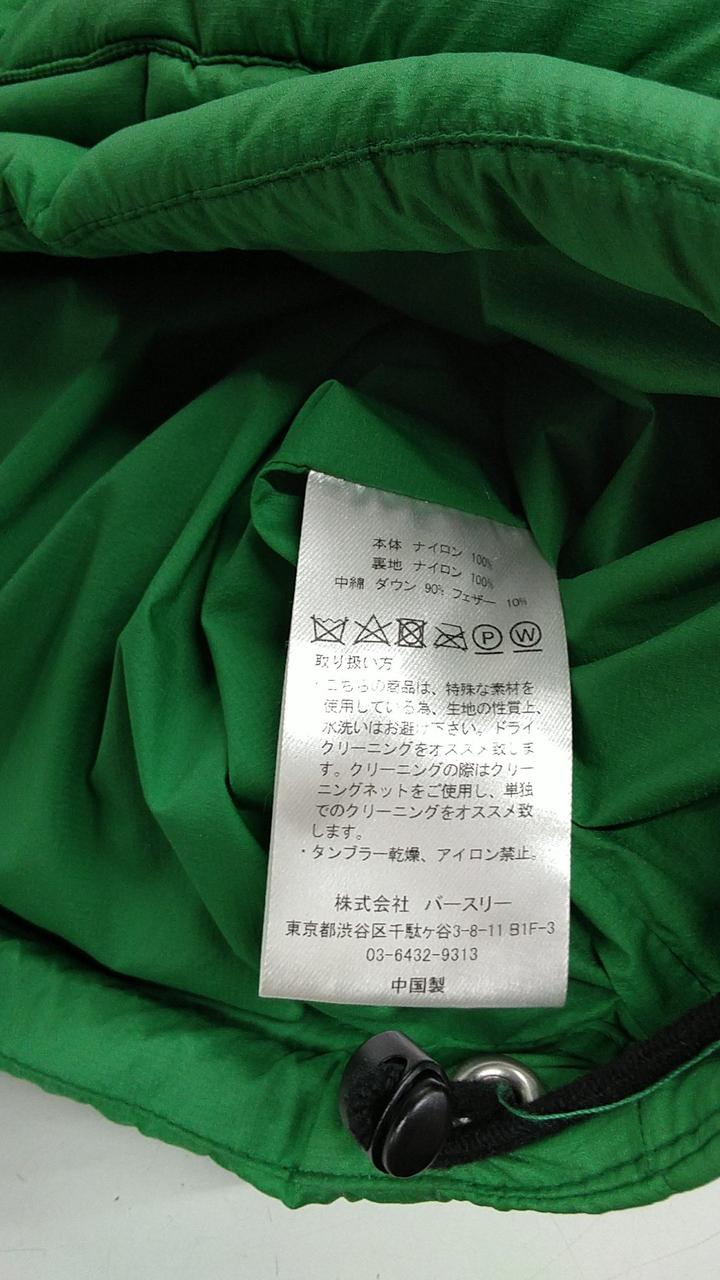 本体 ナイロン 100%
裏地 ナイロン 100%
中綿 ダウン 90% フェザー 10%
P W
取り扱い方
・こちらの商品は、特殊な素材を
使用している為、生地の性質上、
水洗いはお避け下さい。ドライ
クリーニングをオススメ致しま
す。クリーニングの際はクリー
ニングネットをご使用し、単独
でのクリーニングをオススメ致
します。
・タンブラー乾燥、アイロン禁止。
株式会社 バースリー
東京都渋谷区千駄ヶ谷3-8-11 B1F-3
03-6432-9313
中国製